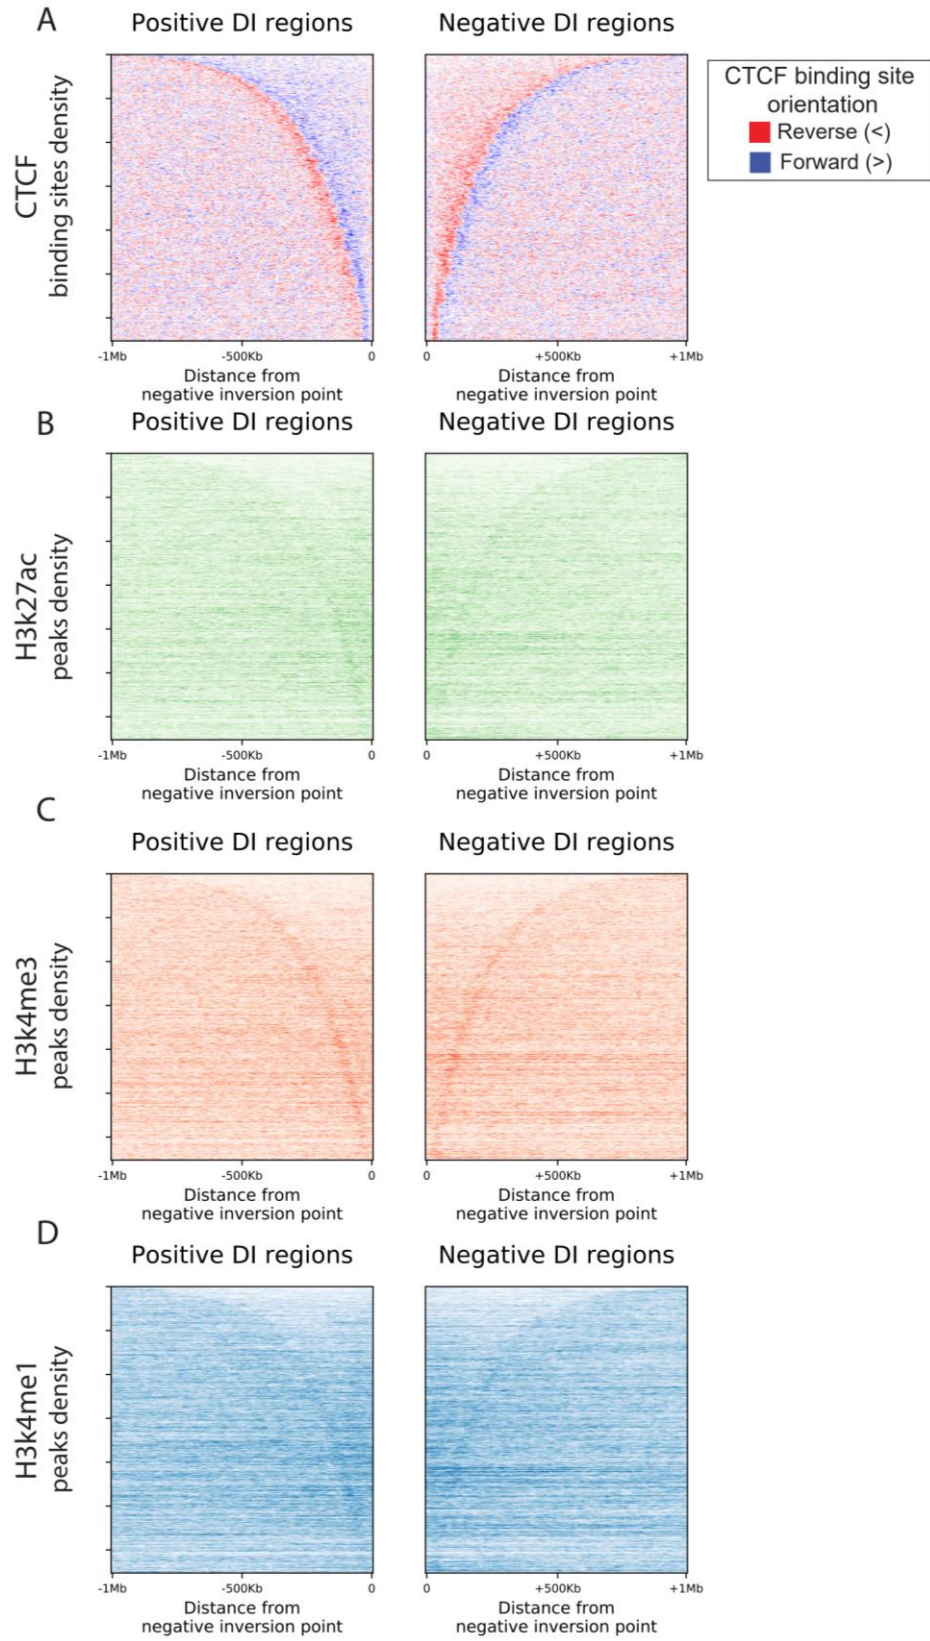 A
Positive DI regions
Negative DI regions
CTCF
binding sites density
CTCF binding site
orientation
Reverse (<)
Forward (>)
-1Mb
-500Kb
0
0
+500Kb
+1Mb
Distance from
negative inversion point
Distance from
negative inversion point
B
Positive DI regions
Negative DI regions
H3k27ac
peaks density
-1Mb
-500Kb
0
0
+500Kb
+1Mb
Distance from
negative inversion point
Distance from
negative inversion point
C
Positive DI regions
Negative DI regions
H3k4me3
peaks density
-1Mb
-500Kb
0
0
+500Kb
+1Mb
Distance from
negative inversion point
Distance from
negative inversion point
D
Positive DI regions
Negative DI regions
H3k4me1
peaks density
-1Mb
-500Kb
0
0
+500Kb
+1Mb
Distance from
negative inversion point
Distance from
negative inversion point